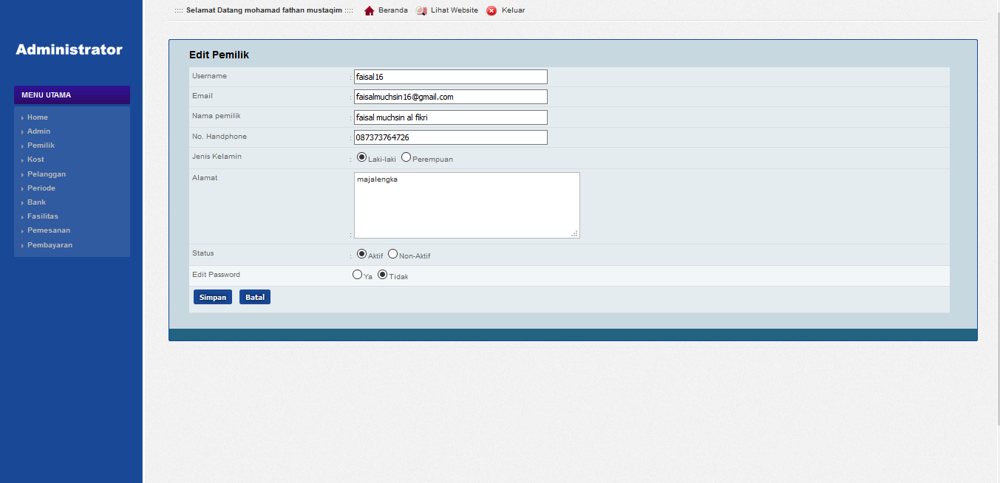 :::: Selamat Datang mohamad fathan mustaqim :::: Beranda Lihat Website Keluar
Administrator
MENU UTAMA
Home
Admin
Pemilik
Kost
Pelanggan
Periode
Bank
Fasilitas
Pemesanan
Pembayaran
Edit Pemilik
Username : faisal16
Email : faisalmuchsin16@gmail.com
Nama pemilik : faisal muchsin al fikri
No. Handphone : 087373764726
Jenis Kelamin : Laki-laki Perempuan
Alamat : majalengka
Status : Aktif Non-Aktif
Edit Password Ya Tidak
Simpan Batal